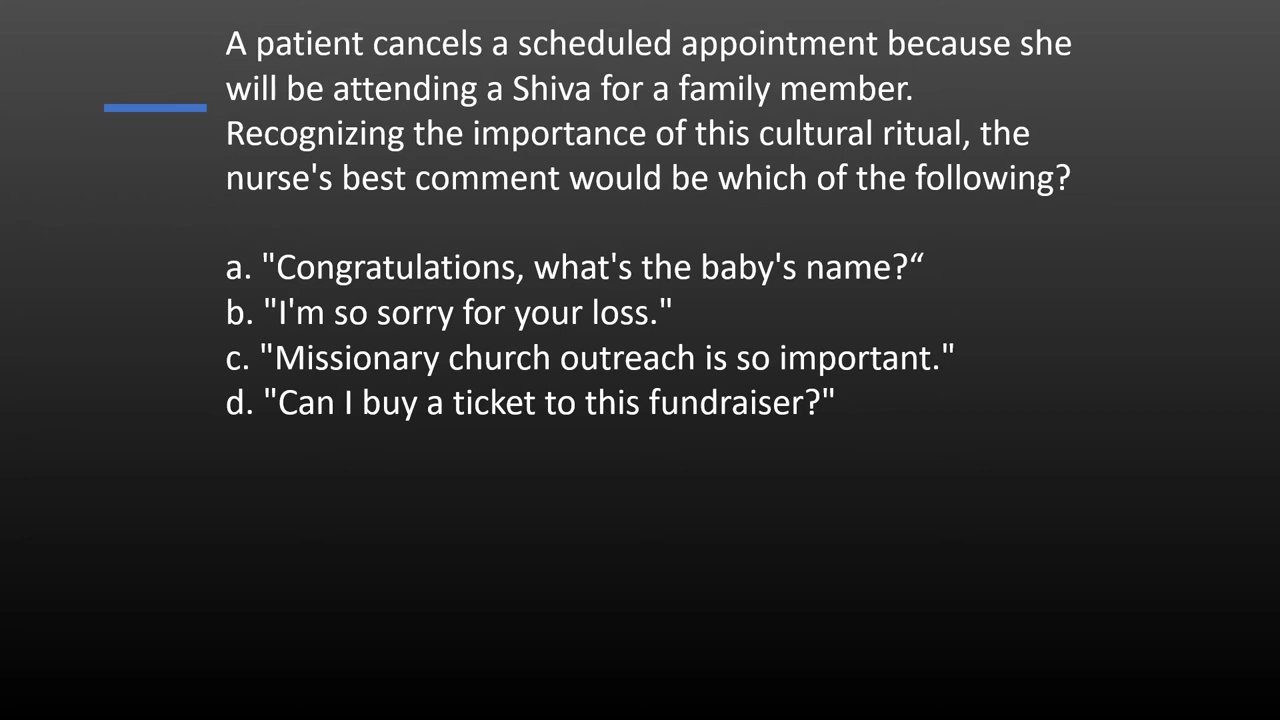 A patient cancels a scheduled appointment because she
will be attending a Shiva for a family member.
Recognizing the importance of this cultural ritual, the
nurse's best comment would be which of the following?
a. "Congratulations, what's the baby's name?“
b. "I'm so sorry for your loss."
c. "Missionary church outreach is so important."
d. "Can I buy a ticket to this fundraiser?"